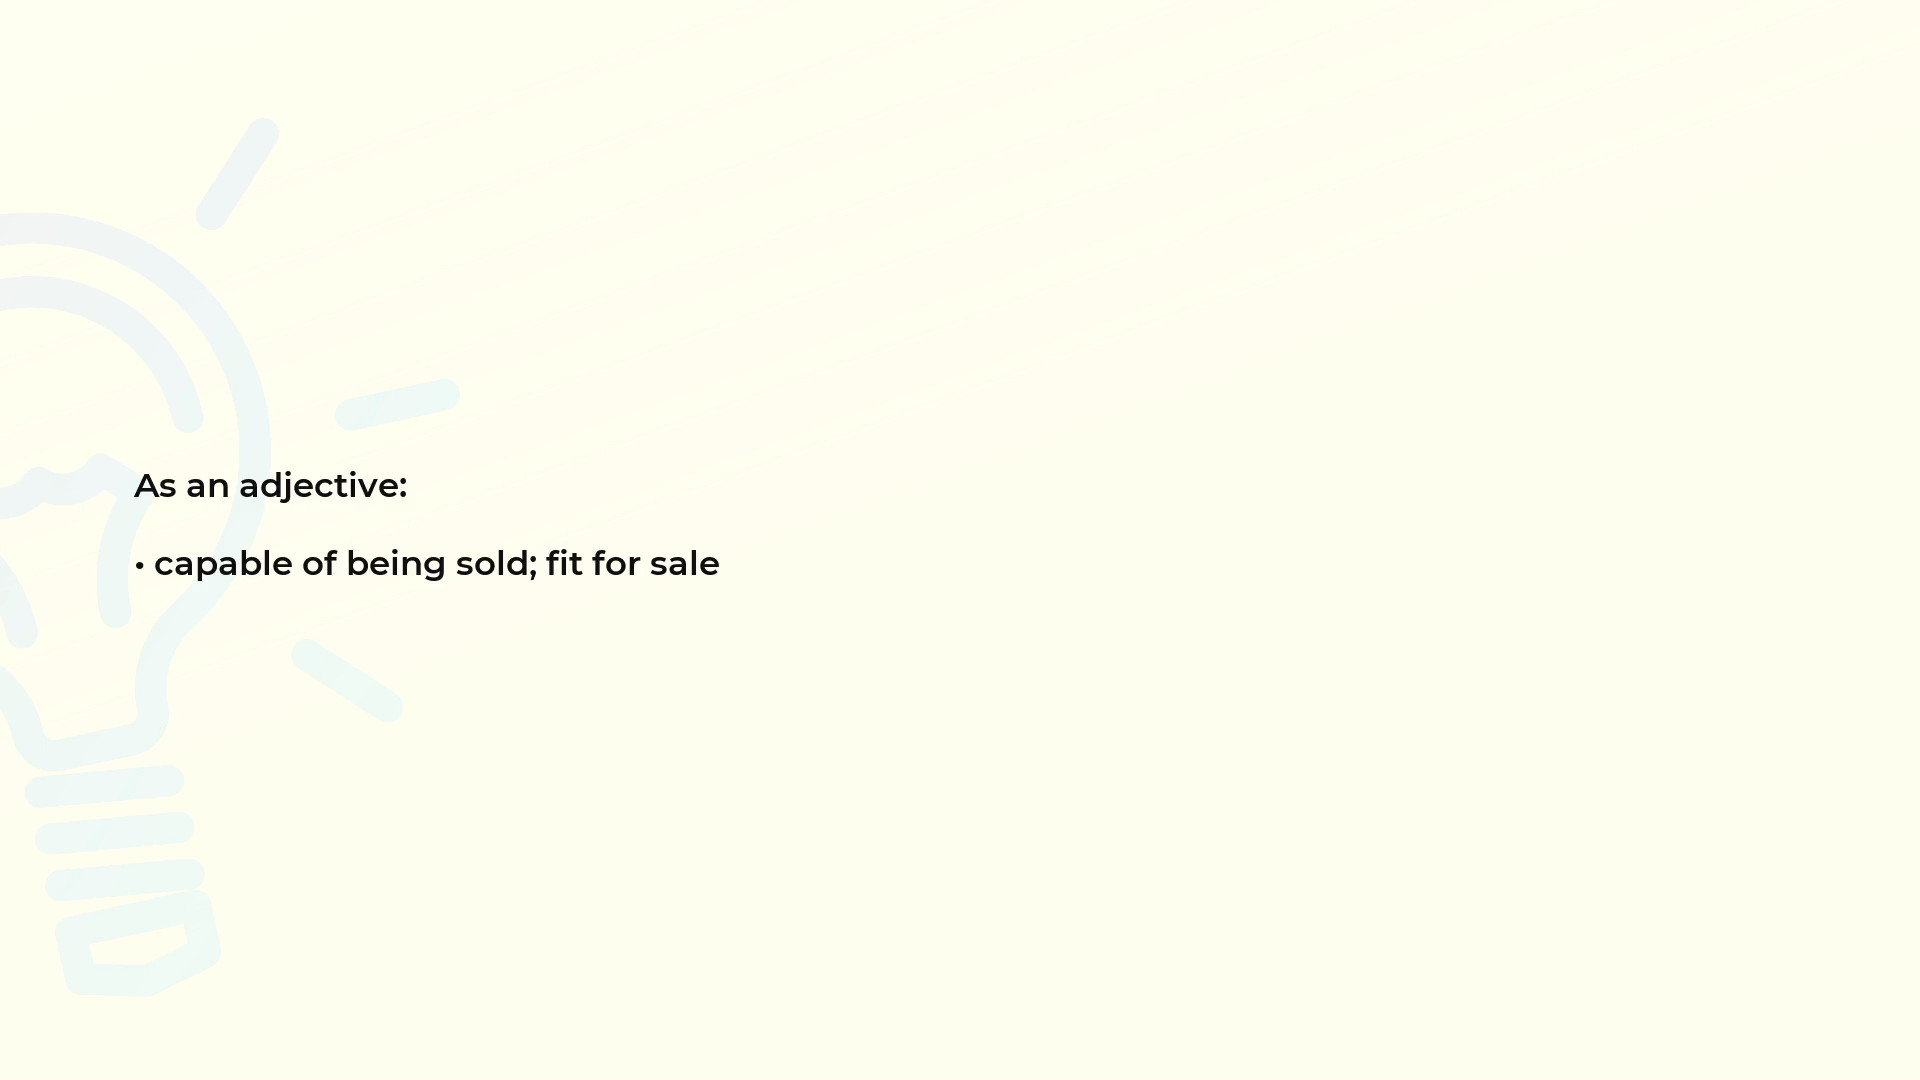 As an adjective:
• capable of being sold; fit for sale